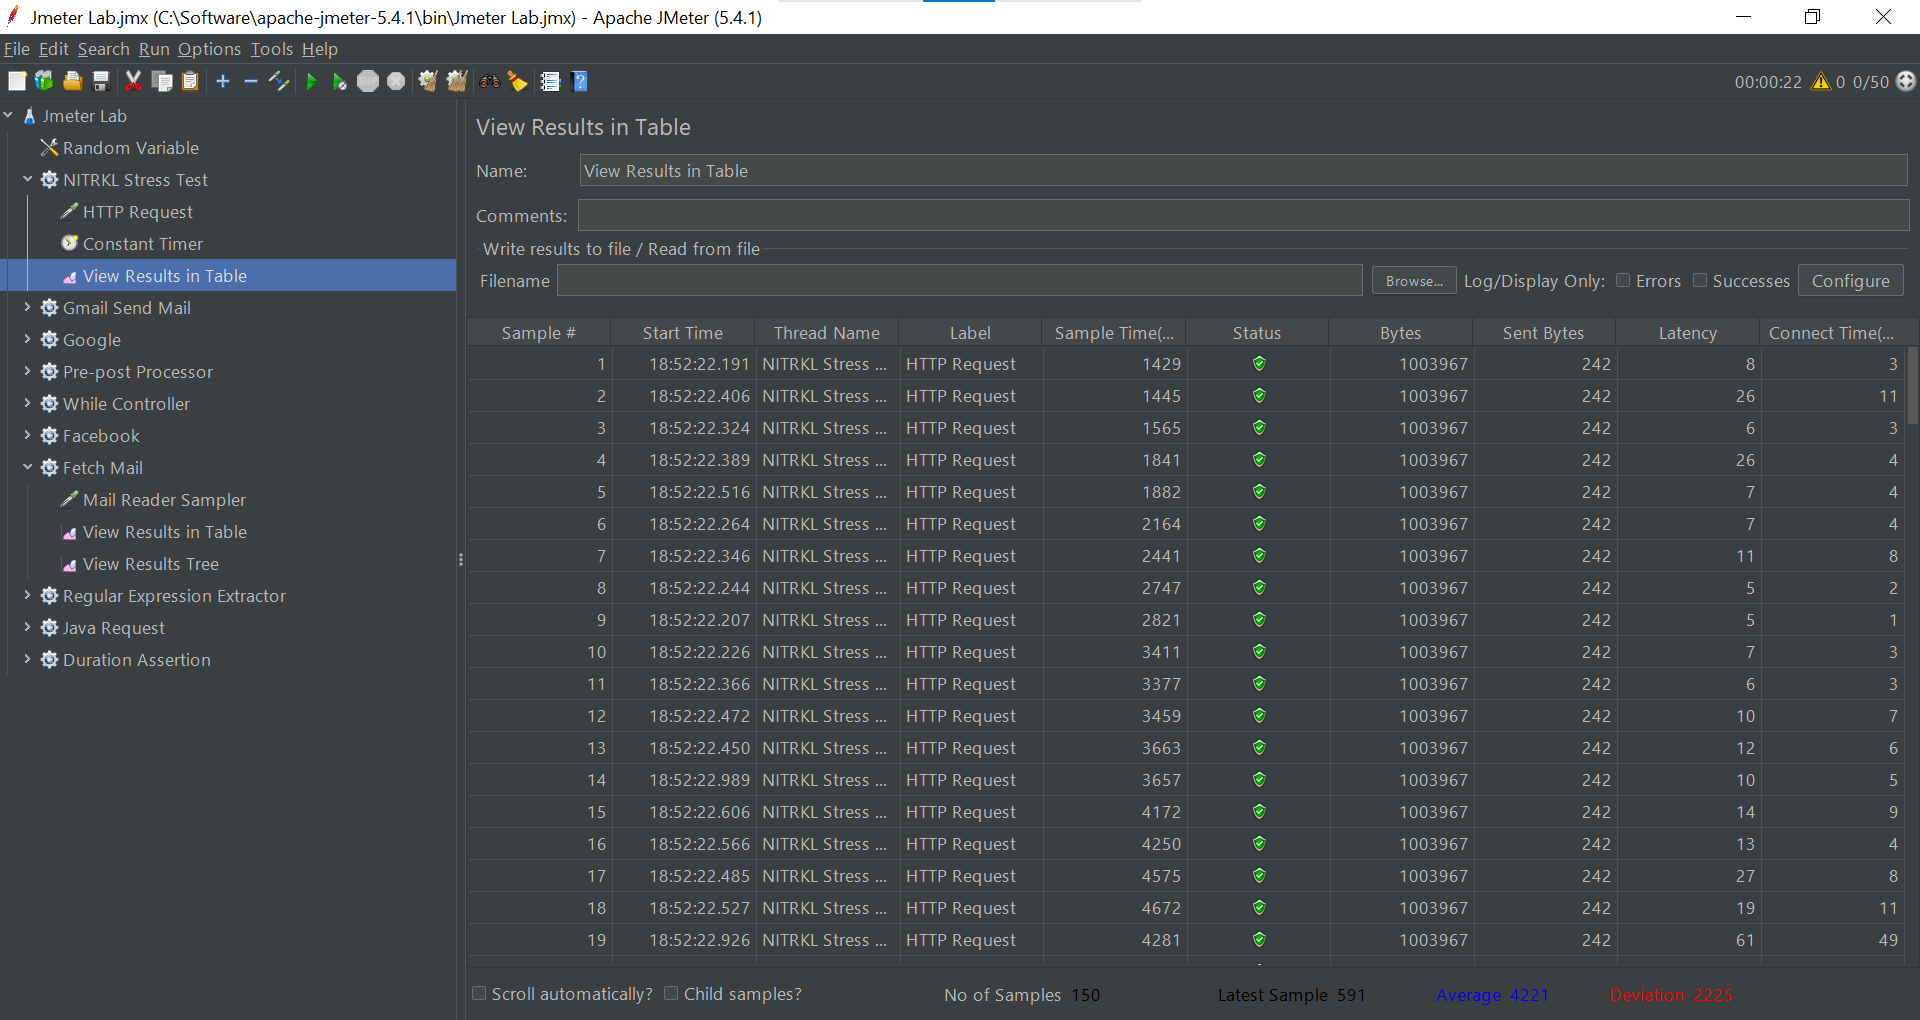 Jmeter Lab.jmx (C:\Software\apache-jmeter-5.4.1\bin\Jmeter Lab.jmx) - Apache JMeter (5.4.1)
File Edit Search Run Options Tools Help
00:00:22 0 0/50
Jmeter Lab
Random Variable
NITRKL Stress Test
HTTP Request
Constant Timer
View Results in Table
Gmail Send Mail
Google
Pre-post Processor
While Controller
Facebook
Fetch Mail
Mail Reader Sampler
View Results in Table
View Results Tree
Regular Expression Extractor
Java Request
Duration Assertion
View Results in Table
Name: View Results in Table
Comments:
Write results to file / Read from file
Filename Browse... Log/Display Only: Errors Successes Configure
Sample # Start Time Thread Name Label Sample Time(... Status Bytes Sent Bytes Latency Connect Time(...
1 18:52:22.191 NITRKL Stress ... HTTP Request 1429 1003967 242 8 3
2 18:52:22.406 NITRKL Stress ... HTTP Request 1445 1003967 242 26 11
3 18:52:22.324 NITRKL Stress ... HTTP Request 1565 1003967 242 6 3
4 18:52:22.389 NITRKL Stress ... HTTP Request 1841 1003967 242 26 4
5 18:52:22.516 NITRKL Stress ... HTTP Request 1882 1003967 242 7 4
6 18:52:22.264 NITRKL Stress ... HTTP Request 2164 1003967 242 7 4
7 18:52:22.346 NITRKL Stress ... HTTP Request 2441 1003967 242 11 8
8 18:52:22.244 NITRKL Stress ... HTTP Request 2747 1003967 242 5 2
9 18:52:22.207 NITRKL Stress ... HTTP Request 2821 1003967 242 5 1
10 18:52:22.226 NITRKL Stress ... HTTP Request 3411 1003967 242 7 3
11 18:52:22.366 NITRKL Stress ... HTTP Request 3377 1003967 242 6 3
12 18:52:22.472 NITRKL Stress ... HTTP Request 3459 1003967 242 10 7
13 18:52:22.450 NITRKL Stress ... HTTP Request 3663 1003967 242 12 6
14 18:52:22.989 NITRKL Stress ... HTTP Request 3657 1003967 242 10 5
15 18:52:22.606 NITRKL Stress ... HTTP Request 4172 1003967 242 14 9
16 18:52:22.566 NITRKL Stress ... HTTP Request 4250 1003967 242 13 4
17 18:52:22.485 NITRKL Stress ... HTTP Request 4575 1003967 242 27 8
18 18:52:22.527 NITRKL Stress ... HTTP Request 4672 1003967 242 19 11
19 18:52:22.926 NITRKL Stress ... HTTP Request 4281 1003967 242 61 49
Scroll automatically? Child samples? No of Samples 150 Latest Sample 591 Average 4221 Deviation 2225